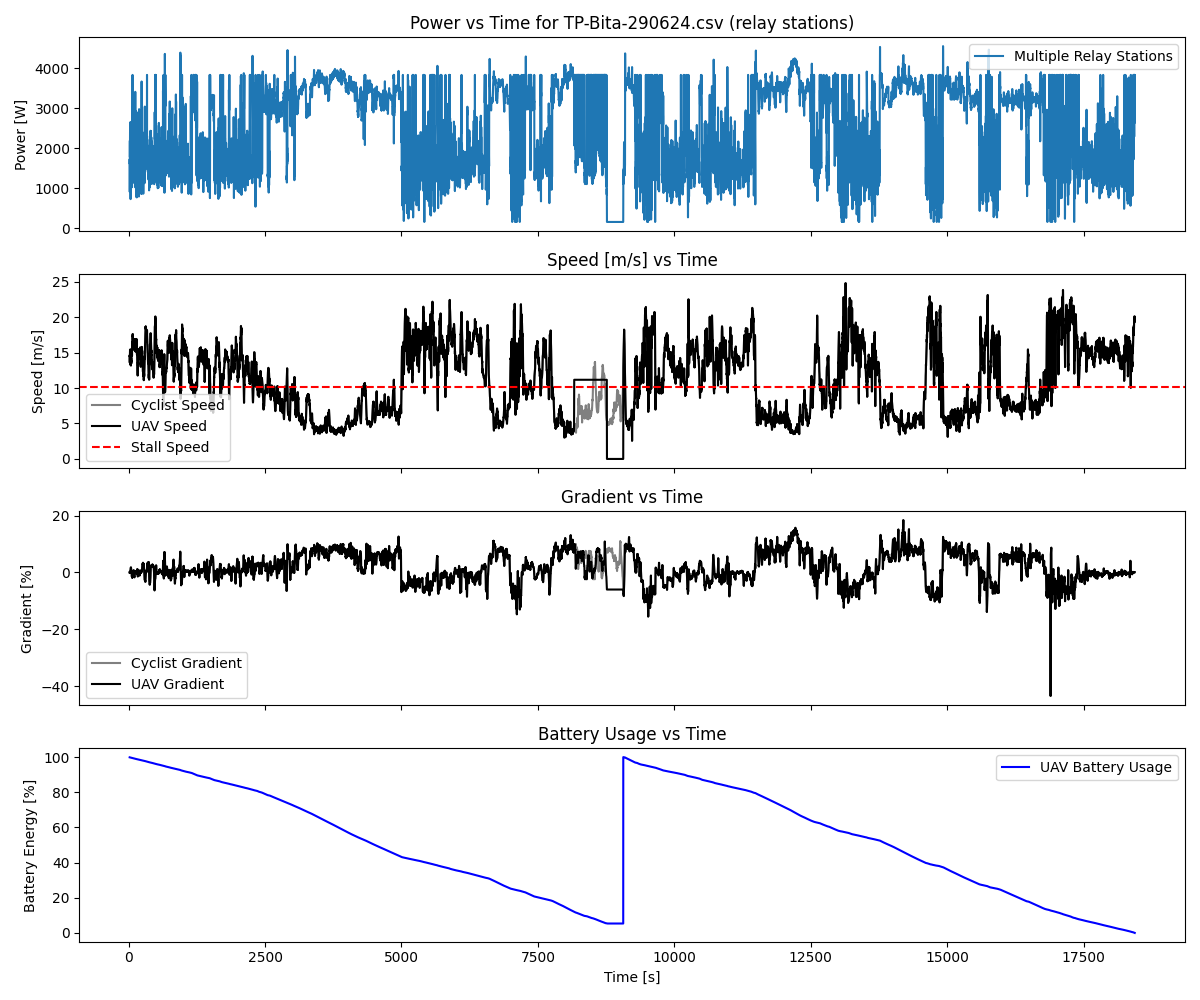 Power vs Time for TP-Bita-290624.csv (relay stations)
Power [W]
4000
3000
2000
1000
0
Multiple Relay Stations
Speed [m/s] vs Time
Speed [m/s]
25
20
15
10
5
0
Cyclist Speed
UAV Speed
Stall Speed
Gradient vs Time
Gradient [%]
20
0
−20
−40
Cyclist Gradient
UAV Gradient
Battery Usage vs Time
Battery Energy [%]
100
80
60
40
20
0
UAV Battery Usage
0 2500 5000 7500 10000 12500 15000 17500
Time [s]